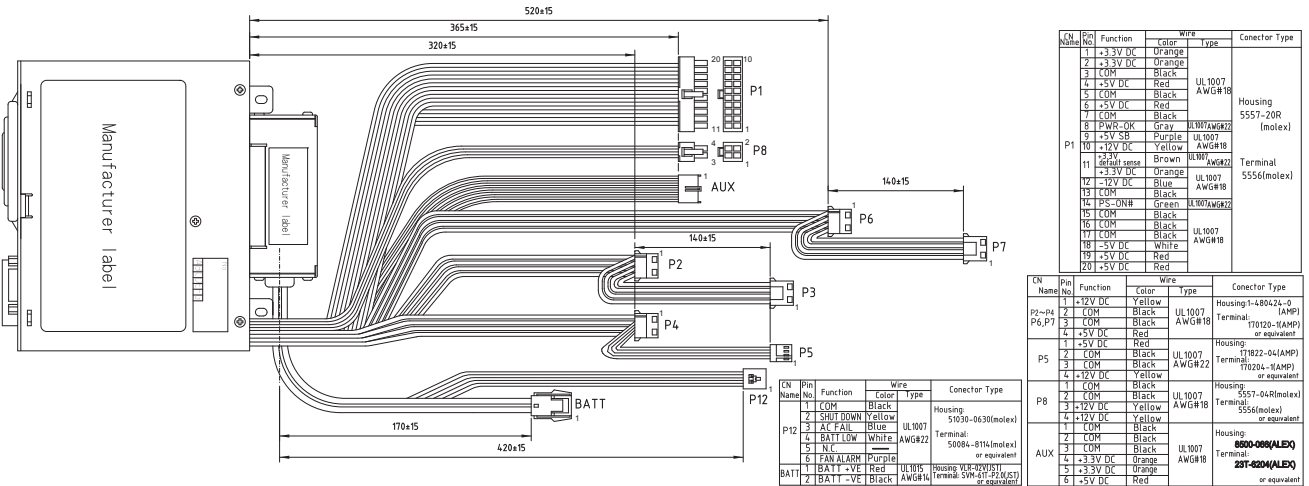 520±15
365±15
320±15
20 10
P1
11 1
4 2
P8
3 1
1
AUX
140±15
1
P6
P7
1
140±15
1
P2
P3
1
1
P4
P5
1
P12
1
BATT
1
170±15
420±15
Manufacturer label
Manufacturer label
CN Name Pin No. Function Wire Conector Type
Color Type
P1
1 +3.3V DC Orange
2 +3.3V DC Orange
3 COM Black
4 +5V DC Red
5 COM Black
6 +5V DC Red
7 COM Black
UL1007
AWG#18
8 PWR-OK Gray UL1007AWG#22
9 +5V SB Purple UL1007
10 +12V DC Yellow AWG#18
11 +3.3V default sense Brown UL1007 AWG#22
+3.3V DC Orange
12 -12V DC Blue
13 COM Black
UL1007
AWG#18
14 PS-ON# Green UL1007AWG#22
15 COM Black
16 COM Black
17 COM Black
18 -5V DC White
19 +5V DC Red
20 +5V DC Red
UL1007
AWG#18
Housing
5557-20R
(molex)
Terminal
5556(molex)
CN Name Pin No. Function Wire Conector Type
Color Type
P2~P4
P6,P7
1 +12V DC Yellow
2 COM Black
3 COM Black
4 +5V DC Red
UL1007
AWG#18
Housing:1-480424-0
(AMP)
Terminal:
170120-1(AMP)
or equivalent
P5
1 +5V DC Red
2 COM Black
3 COM Black
4 +12V DC Yellow
UL1007
AWG#22
Housing:
171822-04(AMP)
Terminal:
170204-1(AMP)
or equivalent
P8
1 COM Black
2 COM Black
3 +12V DC Yellow
4 +12V DC Yellow
UL1007
AWG#18
Housing:
5557-04R(molex)
Terminal:
5556(molex)
or equivalent
AUX
1 COM Black
2 COM Black
3 COM Black
4 +3.3V DC Orange
5 +3.3V DC Orange
6 +5V DC Red
UL1007
AWG#18
Housing:
Terminal:
23T-6204(ALEX)
or equivalent
CN Name Pin No. Function Wire Conector Type
Color Type
P12
1 COM Black
2 SHUT DOWN Yellow
3 AC FAIL Blue
4 BATT LOW White
5 N.C. —
6 FAN ALARM Purple
UL1007
AWG#22
Housing:
51030-0630(molex)
Terminal:
50084-8114(molex)
or equivalent
BATT
1 BATT +VE Red
2 BATT -VE Black
UL1015
AWG#14
Housing: VLR-02V(JST)
Terminal: SVM-61T-P2.0(JST)
or equivalent